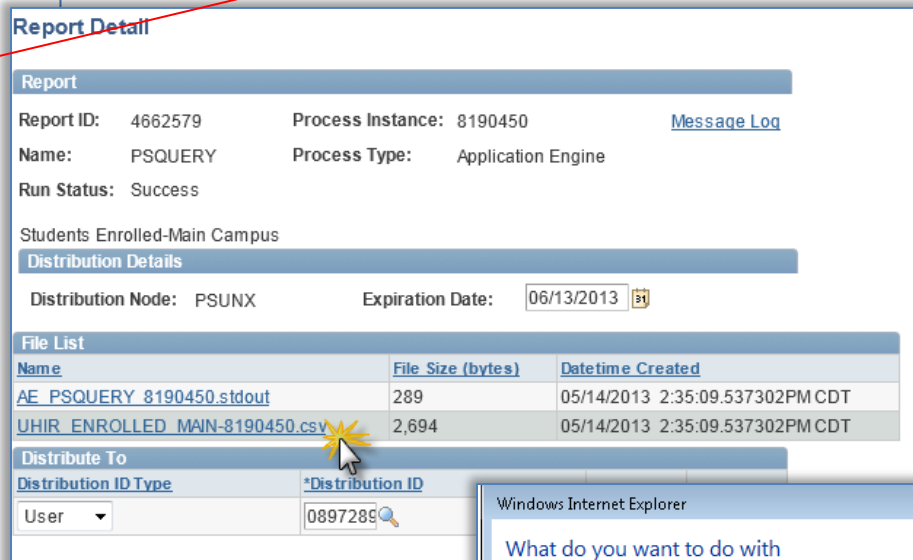 Report Detail
Report
Report ID: 4662579 Process Instance: 8190450 Message Log
Name: PSQUERY Process Type: Application Engine
Run Status: Success
Students Enrolled-Main Campus
Distribution Details
Distribution Node: PSUNX Expiration Date: 06/13/2013 31
File List
Name File Size (bytes) Datetime Created
AE_PSQUERY_8190450.stdout 289 05/14/2013 2:35:09.537302PM CDT
UHIR_ENROLLED_MAIN-8190450.csv 2,694 05/14/2013 2:35:09.537302PM CDT
Distribute To
Distribution ID Type *Distribution ID
User 0897289
Windows Internet Explorer
What do you want to do with